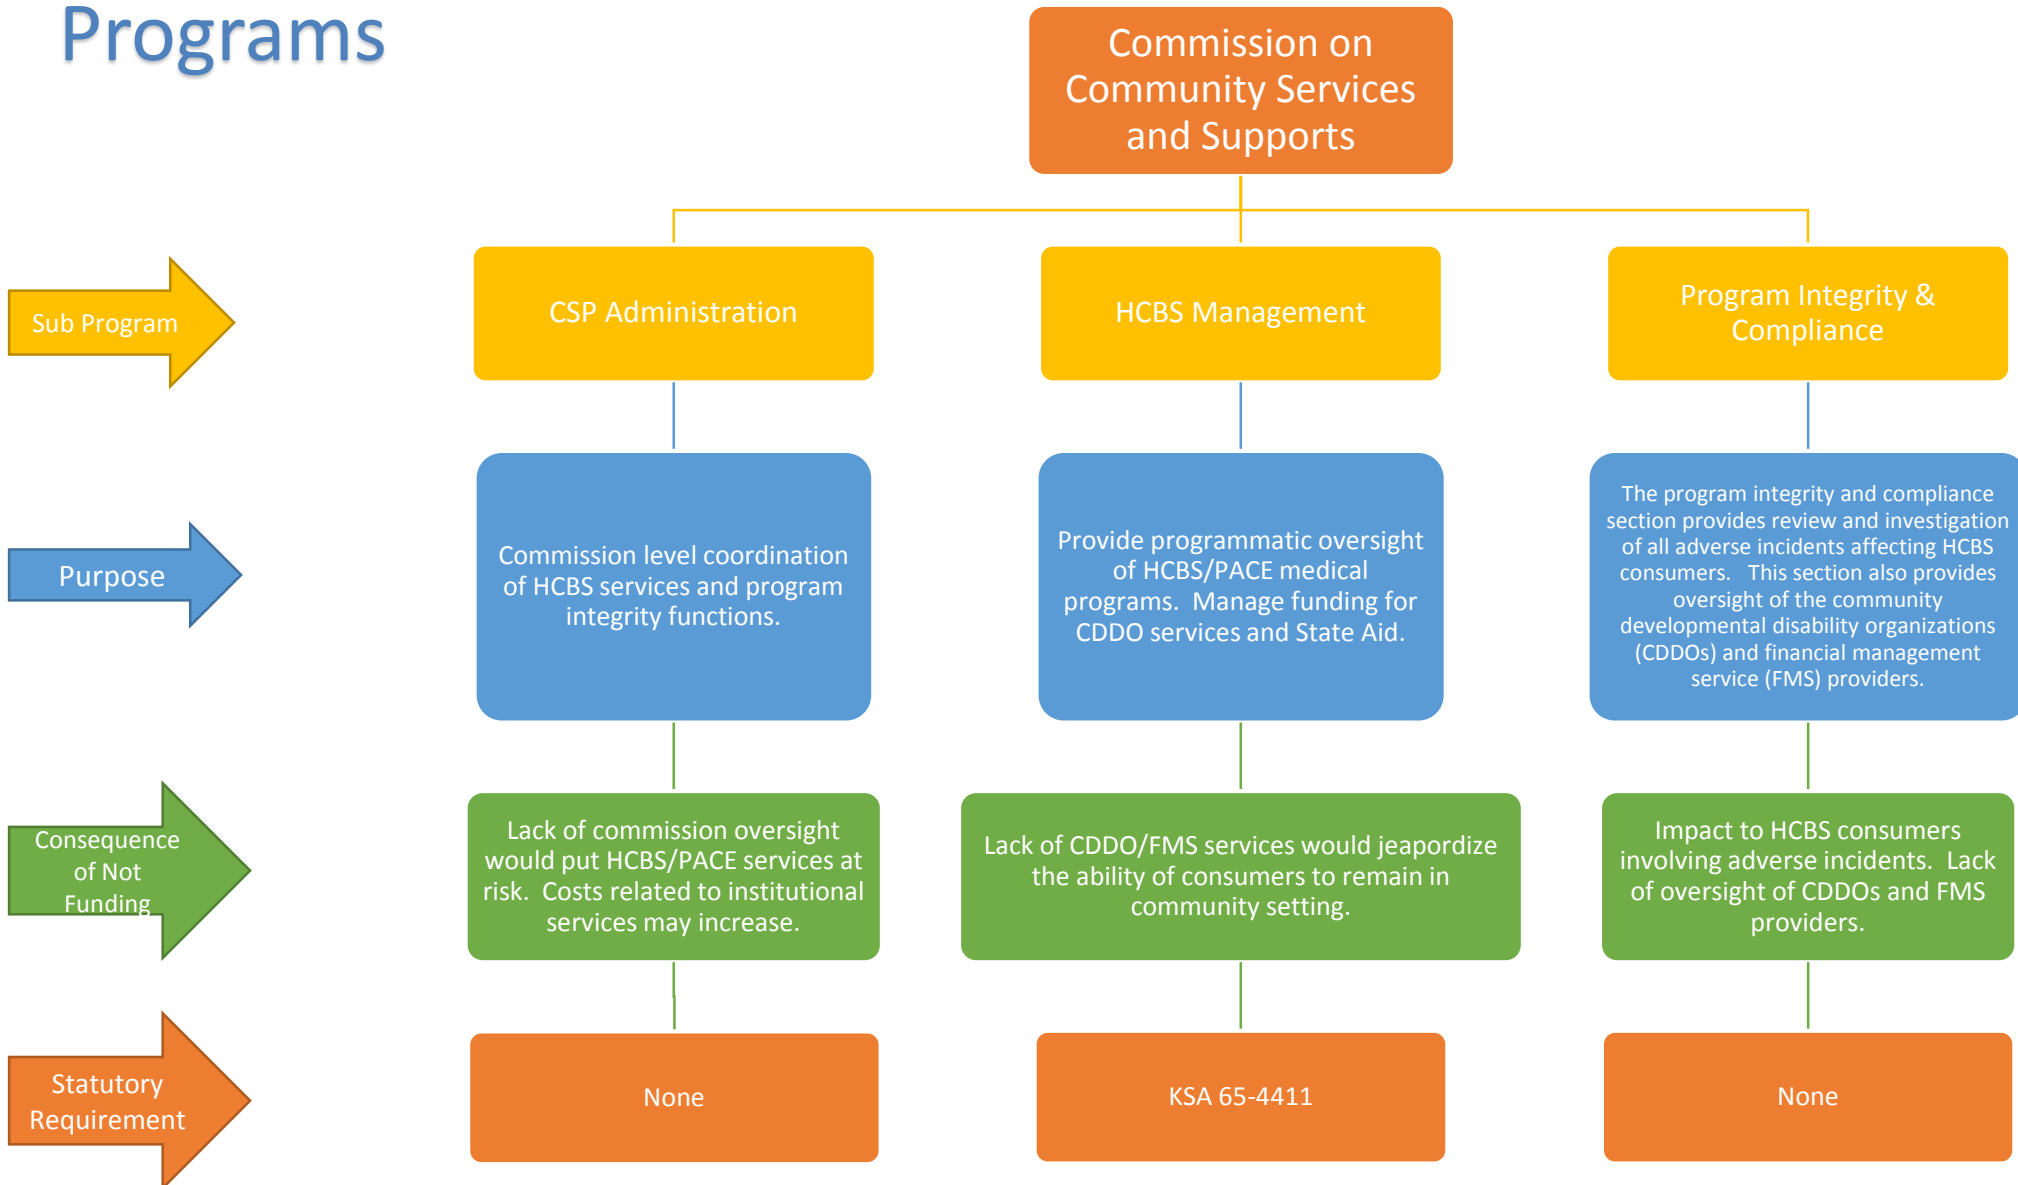 Programs
Commission on
Community Services
and Supports
Sub Program
CSP Administration
HCBS Management
Program Integrity &
Compliance
Purpose
Commission level coordination
of HCBS services and program
integrity functions.
Provide programmatic oversight
of HCBS/PACE medical
programs.  Manage funding for
CDDO services and State Aid.
The program integrity and compliance
section provides review and investigation
of all adverse incidents affecting HCBS
consumers.   This section also provides
oversight of the community
developmental disability organizations
(CDDOs) and financial management
service (FMS) providers.
Consequence
of Not
Funding
Lack of commission oversight
would put HCBS/PACE services at
risk.  Costs related to institutional
services may increase.
Lack of CDDO/FMS services would jeapordize
the ability of consumers to remain in
community setting.
Impact to HCBS consumers
involving adverse incidents.  Lack
of oversight of CDDOs and FMS
providers.
Statutory
Requirement
None
KSA 65-4411
None